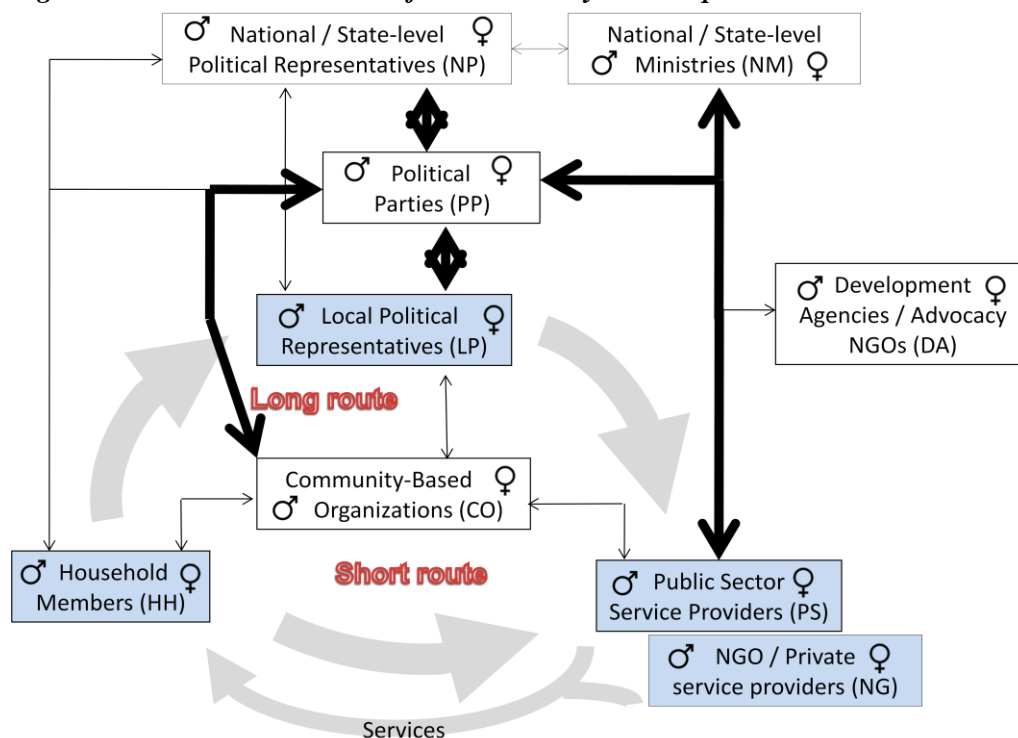 National / State-level
Political Representatives (NP)
National / State-level
Ministries (NM)
Political
Parties (PP)
Local Political
Representatives (LP)
Development
Agencies / Advocacy
NGOs (DA)
Long route
Community-Based
Organizations (CO)
Short route
Household
Members (HH)
Public Sector
Service Providers (PS)
NGO / Private
service providers (NG)
Services